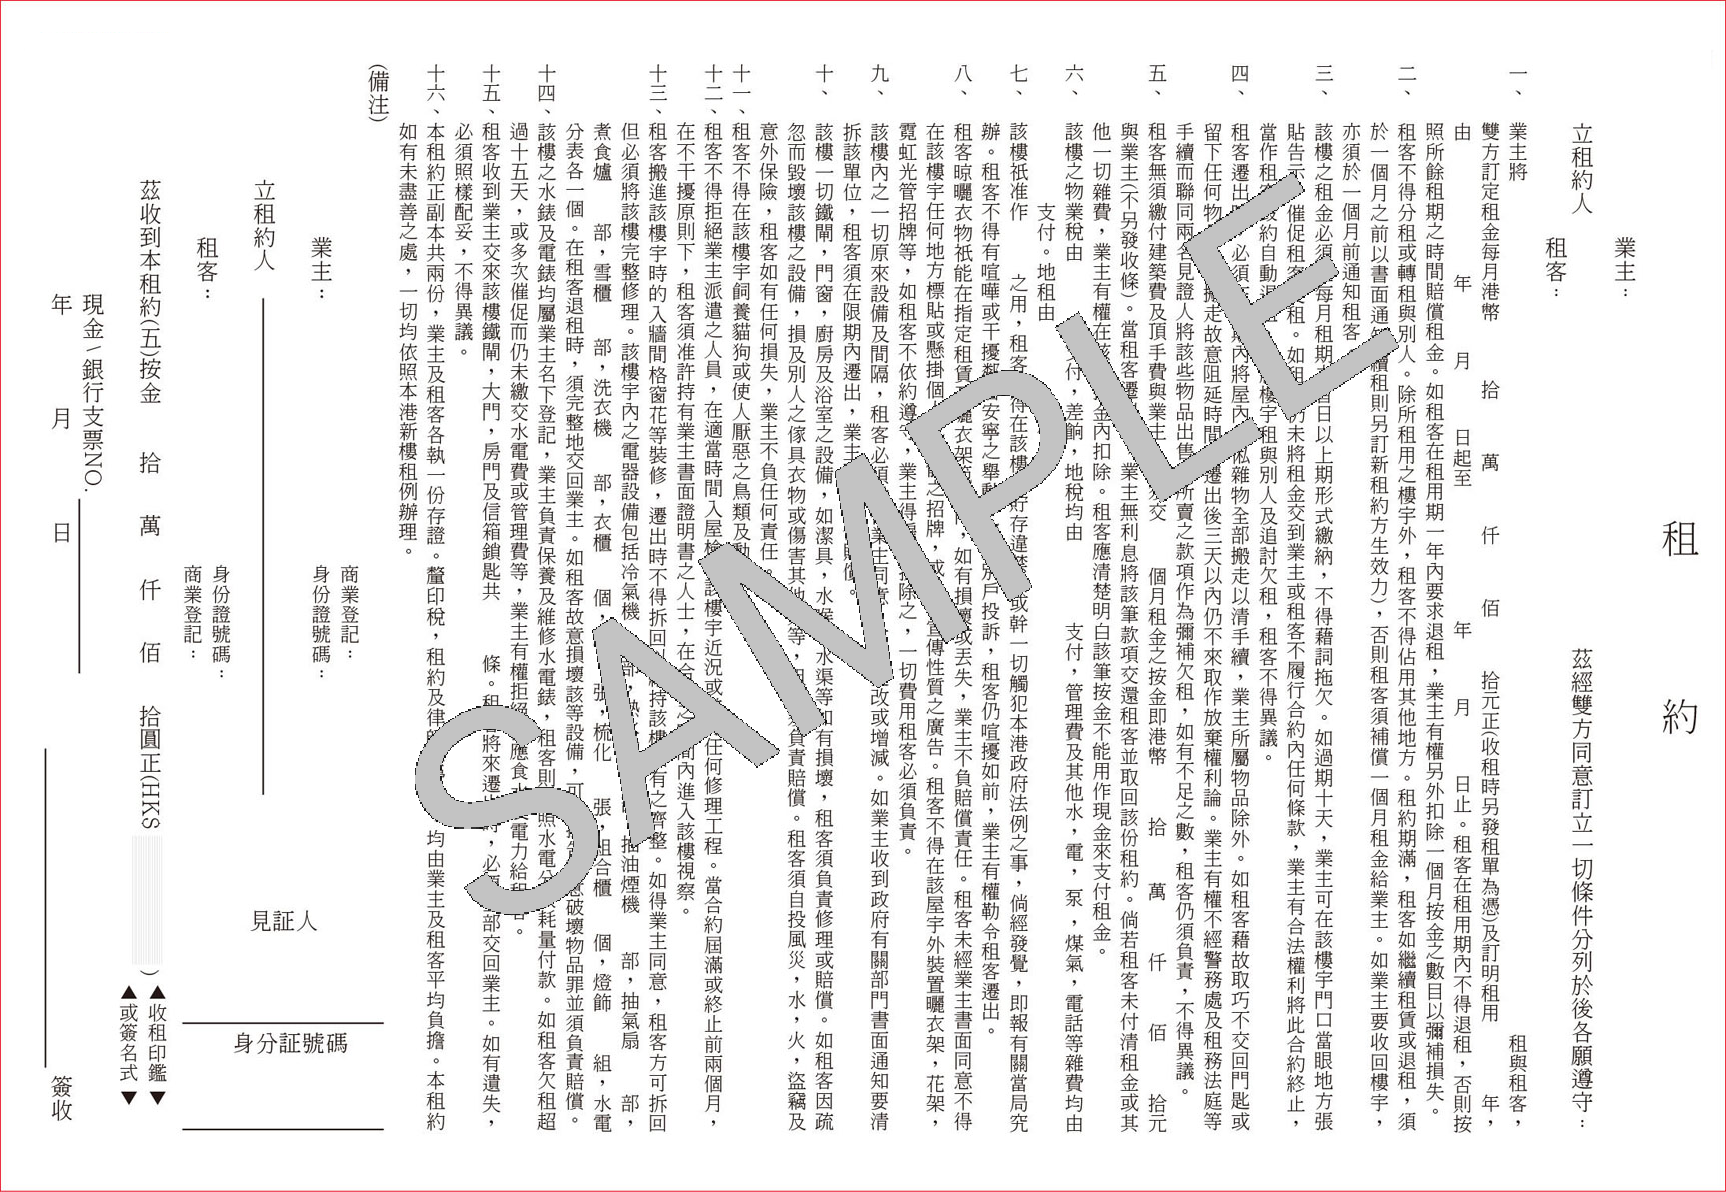 租約
業主：
立租約人
租客：
茲經雙方同意訂立一切條件分列於後各願遵守：
一、業主將 租與租客，
雙方訂定租金每月港幣 拾 萬 仟 佰 拾元正(收租時另發租單為憑)及訂明租用 年，
由 年 月 日起至 年 月 日止。租客在租用期內不得退租，否則按
照所餘租期之時間賠償租金。如租客在租用期一年內要求退租，業主有權另外扣除一個月按金之數目以彌補損失。
二、租客不得分租或轉租與別人。除所租用之樓宇外，租客不得佔用其他地方。租約期滿，租客如繼續租賃或退租，須
於一個月之前以書面通知 續租則另訂新租約方生效力)，否則租客須補償一個月租金給業主。如業主要收回樓宇，
亦須於一個月前通知租客
三、該樓之租金必須 每月租期 首日以上期形式繳納，不得藉詞拖欠。如過期十天，業主可在該樓宇門口當眼地方張
貼告示 催促租客 租。如租 仍未將租金交到業主或租客不履行合約內任何條款，業主有合法權利將此合約終止，
當作租客 約自動退 樓宇租與別人及追討欠租，租客不得異議。
四、租客遷出 必須 期內將屋內 私雜物全部搬走以清手續，業主所屬物品除外。如租客藉故取巧不交回門匙或
留下任何物 搬走故意阻延時間 遷出後三天以內仍不來取作放棄權利論。業主有權不經警務處及租務法庭等
手續而聯同兩名見證人將該些物品出售 所賣之款項作為彌補欠租，如有不足之數，租客仍須負責，不得異議。
五、租客無須繳付建築費及頂手費與業主 交 個月租金之按金即港幣 拾 萬 仟 佰 拾元
與業主(不另發收條)。當租客遷 業主無利息將該筆款項交還租客並取回該份租約。倘若租客未付清租金或其
他一切雜費，業主有權在該 金內扣除。租客應清楚明白該筆按金不能用作現金來支付租金。
六、該樓之物業稅由 支付，差餉，地稅均由 支付，管理費及其他水，電，泵，煤氣，電話等雜費均由
支付。地租由
七、該樓祇准作 之用，租客 得在該樓 貯存違禁 或幹一切觸犯本港政府法例之事，倘經發覺，即報有關當局究
辦。租客不得有喧嘩或干擾鄰 安寧之舉動 別戶投訴，租客仍喧擾如前，業主有權勒令租客遷出。
八、租客晾曬衣物祇能在指定租賃 曬衣架範 ，如有損壞或丟失，業主不負賠償責任。租客未經業主書面同意不得
在該樓宇任何地方標貼或懸掛個 之招牌，或 宣傳性質之廣告。租客不得在該屋宇外裝置曬衣架，花架，
霓虹光管招牌等，如租客不依約遵守，業主得 拆除之，一切費用租客必須負責。
九、該樓內之一切原來設備及間隔，租客必須 業主同意 改或增減。如業主收到政府有關部門書面通知要清
拆該單位，租客須在限期內遷出，業主 賠償。
十、該樓一切鐵閘，門窗，廚房及浴室之設備，如潔具，水喉 水渠等如有損壞，租客須負責修理或賠償。如租客因疏
忽而毀壞該樓之設備，損及別人之傢具衣物或傷害其他 等， 負責賠償。租客須自投風災，水，火，盜竊及
意外保險，租客如有任何損失，業主不負任何責任。
十一、租客不得在該樓宇飼養貓狗或使人厭惡之鳥類及動
十二、租客不得拒絕業主派遣之人員，在適當時間入屋檢 該樓宇近況或 任何修理工程。當合約屆滿或終止前兩個月，
在不干擾原則下，租客須准許持有業主書面證明書之人士，在合 之 間內進入該樓視察。
十三、租客搬進該樓宇時的入牆間格窗花等裝修，遷出時不得拆回 維持該樓 有之齊整。如得業主同意，租客方可拆回
但必須將該樓完整修理。該樓宇內之電器設備包括冷氣機 部，熱 抽油煙機 部，抽氣扇 部，
煮食爐 部，雪櫃 部，洗衣機 部，衣櫃 個， 張，梳化 張，組合櫃 個，燈飾 組，水電
分表各一個。在租客退租時，須完整地交回業主。如租客故意損壞該等設備，可 破壞物品罪並須負責賠償。
十四、該樓之水錶及電錶均屬業主名下登記，業主負責保養及維修水電錶，租客則 照水電分 耗量付款。如租客欠租超
過十五天，或多次催促而仍未繳交水電費或管理費等，業主有權拒絕 應食水 電力給租客。
十五、租客收到業主交來該樓鐵閘，大門，房門及信箱鎖匙共 條。租 將來遷出時，必須 部交回業主。如有遺失，
必須照樣配妥，不得異議。
十六、本租約正副本共兩份，業主及租客各執一份存證。釐印稅，租約及律師 均由業主及租客平均負擔。本租約
如有未盡善之處，一切均依照本港新樓租例辦理。
(備注)
業主：
商業登記：
身份證號碼：
立租約人
租客：
身份證號碼：
商業登記：
見証人
身分証號碼
茲收到本租約(五)按金 拾 萬 仟 佰 拾圓正(HK$ )
▲收租印鑑▼
▲或簽名式▼
現金\銀行支票NO.
年 月 日
簽收
SAMPLE